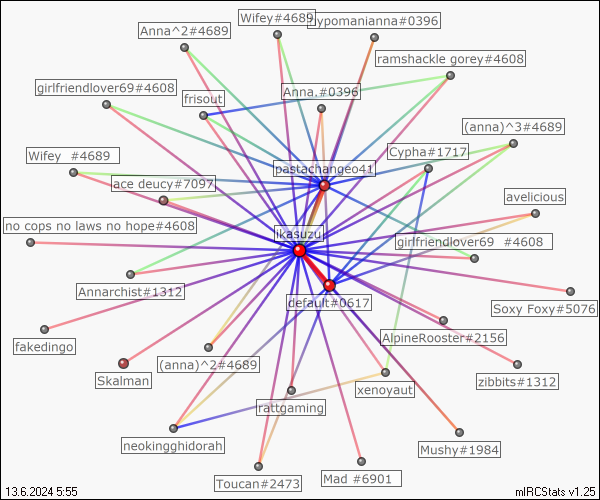 Wifey#4689
hypomanianna#0396
Anna^2#4689
ramshackle gorey#4608
girlfriendlover69#4608
frisout
Anna.#0396
(anna)^3#4689
Cypha#1717
Wifey  #4689
pastachangeo41
ace deucy#7097
avelicious
no cops no laws no hope#4608
ikasuzu
girlfriendlover69  #4608
Annarchist#1312
default#0617
Soxy Foxy#5076
AlpineRooster#2156
fakedingo
(anna)^2#4689
Skalman
xenoyaut
zibbits#1312
rattgaming
neokingghidorah
Mushy#1984
Toucan#2473
Mad #6901
13.6.2024 5:55
mIRCStats v1.25